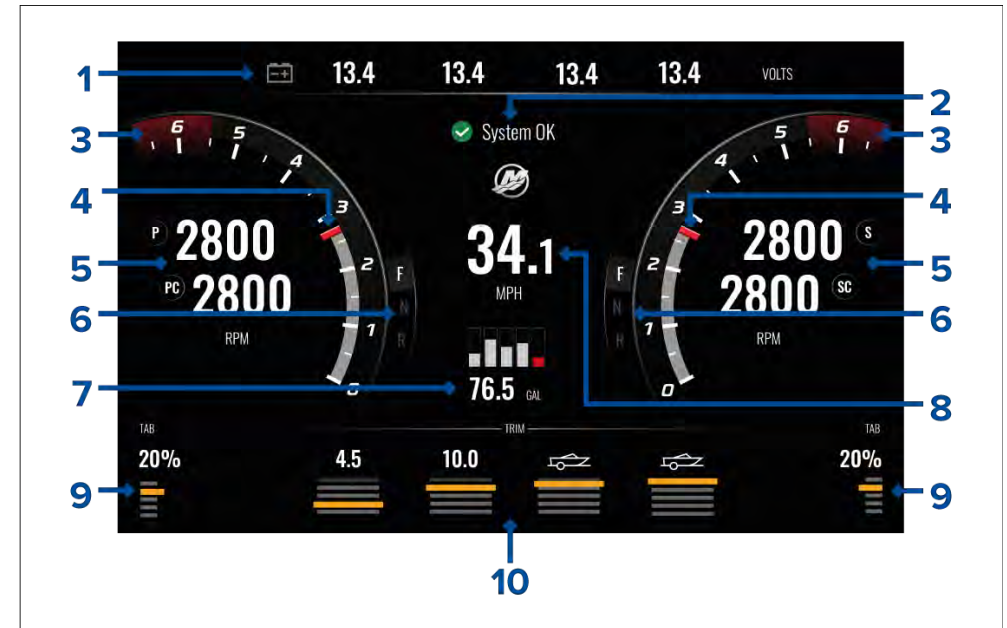 1 13.4 13.4 13.4 13.4 VOLTS
2
System OK
3 6 5 4 3 2 1 0
5 6 3
4 3 2 1 0
4
4
P 2800
PC 2800
RPM
5
2800 S
2800 SC
RPM
5
F
N
R
6
F
N
R
6
34.1
MPH
8
7 76.5 GAL
TAB
20%
9
TRIM
4.5 10.0
TAB
20%
9
10